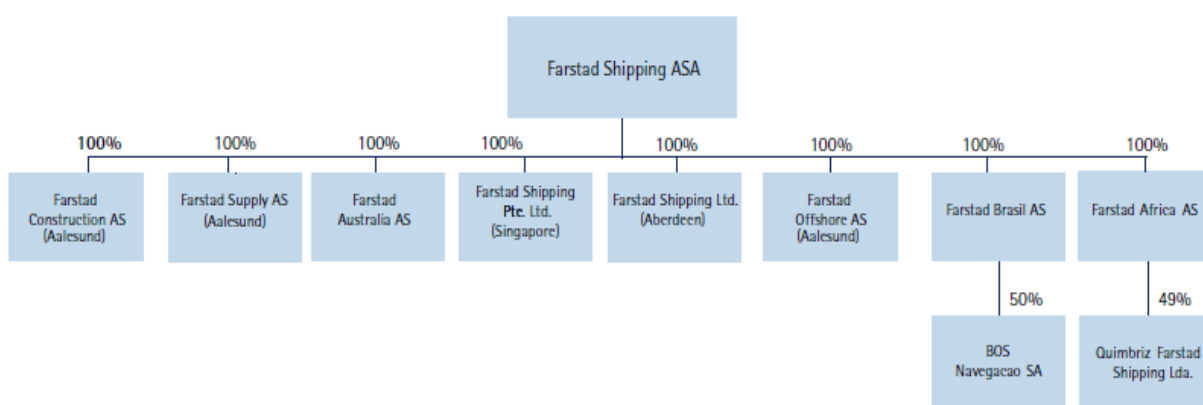 Farstad Shipping ASA
100%
100%
100%
100%
100%
100%
100%
100%
Farstad
Construction AS
(Aalesund)
Farstad Supply AS
(Aalesund)
Farstad
Australia AS
Farstad Shipping
Pte. Ltd.
(Singapore)
Farstad Shipping Ltd.
(Aberdeen)
Farstad
Offshore AS
(Aalesund)
Farstad Brasil AS
Farstad Africa AS
50%
49%
BOS
Navegacao SA
Quimbriz Farstad
Shipping Lda.